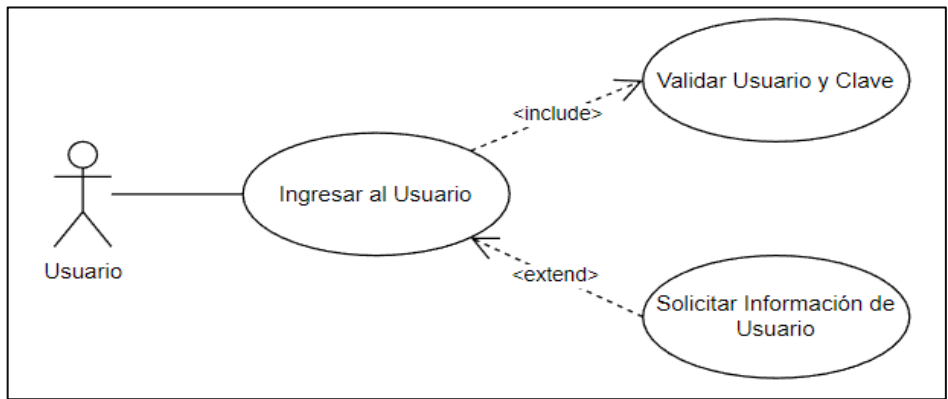 Validar Usuario y Clave
<include>
Ingresar al Usuario
Usuario
<extend>
Solicitar Información de
Usuario